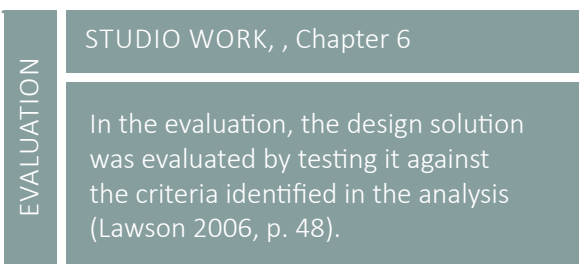 EVALUATION
STUDIO WORK, , Chapter 6
In the evaluation, the design solution
was evaluated by testing it against
the criteria identified in the analysis
(Lawson 2006, p. 48).